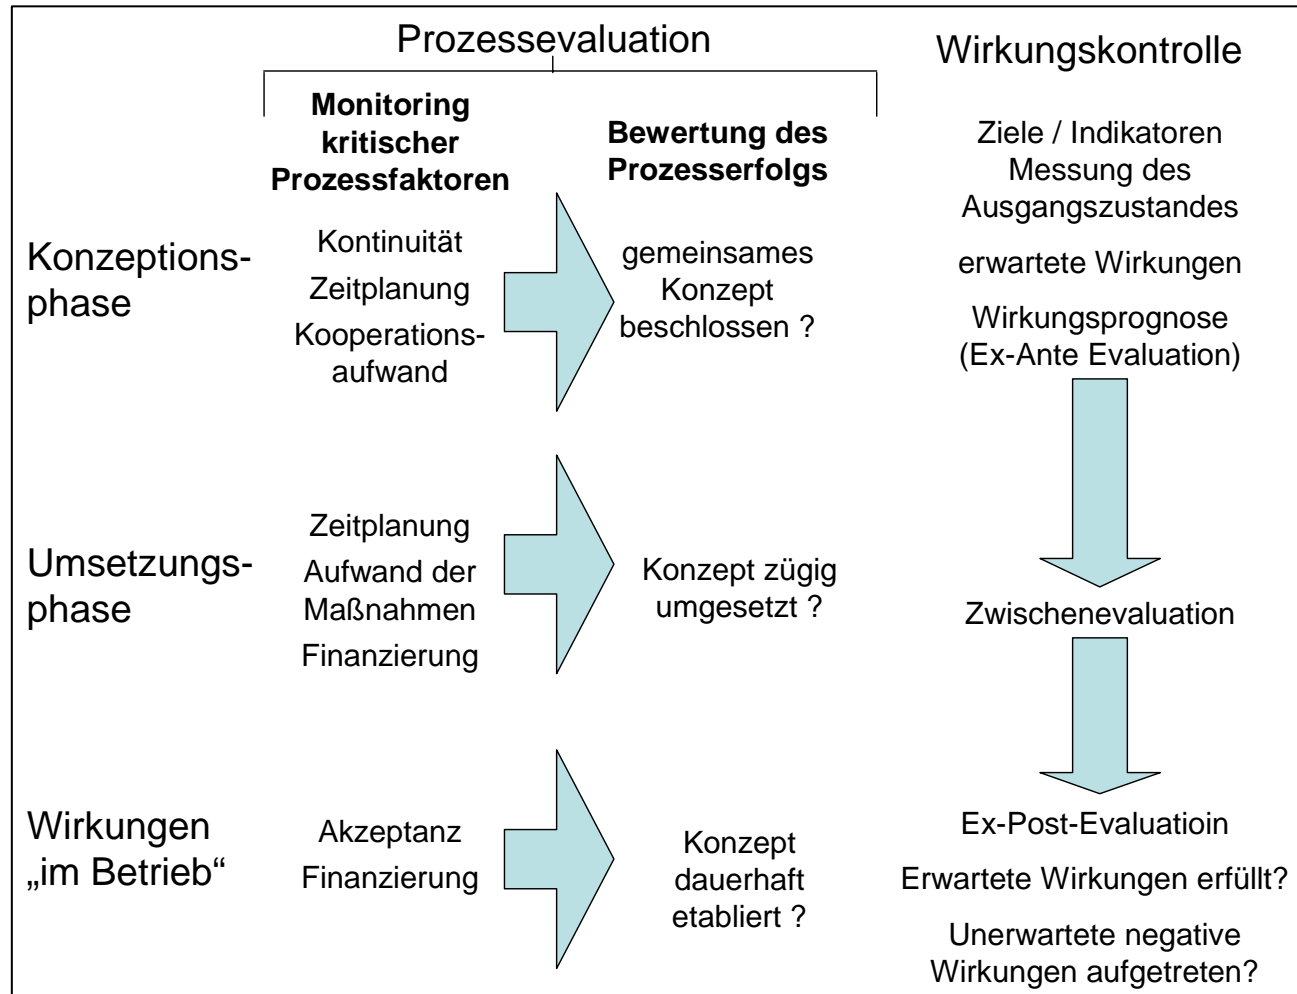 Prozessevaluation
Wirkungskontrolle
Monitoring
kritischer
Prozessfaktoren
Bewertung des
Prozesserfolgs
Ziele / Indikatoren
Messung des
Ausgangszustandes
erwartete Wirkungen
Wirkungsprognose
(Ex-Ante Evaluation)
Konzeptions-
phase
Kontinuität
Zeitplanung
Kooperations-
aufwand
gemeinsames
Konzept
beschlossen ?
Umsetzungs-
phase
Zeitplanung
Aufwand der
Maßnahmen
Finanzierung
Konzept zügig
umgesetzt ?
Zwischenevaluation
Wirkungen
„im Betrieb“
Akzeptanz
Finanzierung
Konzept
dauerhaft
etabliert ?
Ex-Post-Evaluatioin
Erwartete Wirkungen erfüllt?
Unerwartete negative
Wirkungen aufgetreten?